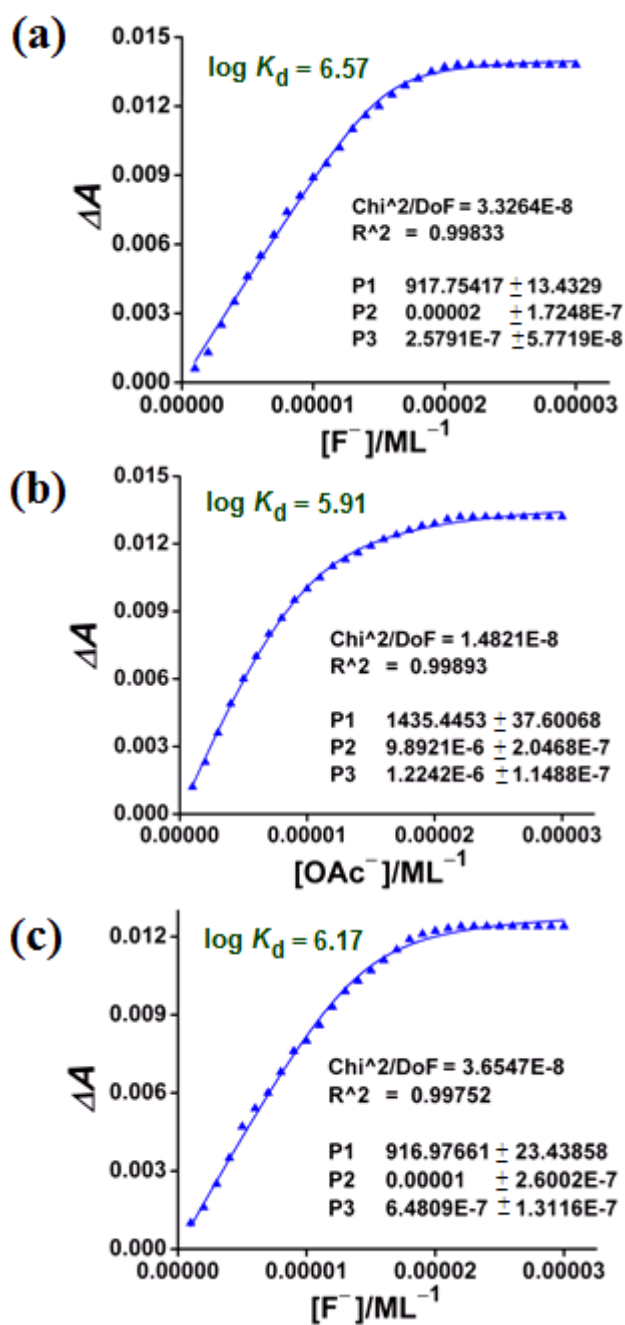 (a)
0.015
0.012
0.009
0.006
0.003
0.000
ΔA
log Kd = 6.57
Chi^2/DoF = 3.3264E-8
R^2 = 0.99833
P1 917.75417 ± 13.4329
P2 0.00002 ± 1.7248E-7
P3 2.5791E-7 ± 5.7719E-8
0.00000 0.00001 0.00002 0.00003
[F⁻]/ML⁻¹
(b)
0.015
0.012
0.009
0.006
0.003
0.000
ΔA
log Kd = 5.91
Chi^2/DoF = 1.4821E-8
R^2 = 0.99893
P1 1435.4453 ± 37.60068
P2 9.8921E-6 ± 2.0468E-7
P3 1.2242E-6 ± 1.1488E-7
0.00000 0.00001 0.00002 0.00003
[OAc⁻]/ML⁻¹
(c)
0.012
0.009
0.006
0.003
0.000
ΔA
log Kd = 6.17
Chi^2/DoF = 3.6547E-8
R^2 = 0.99752
P1 916.97661 ± 23.43858
P2 0.00001 ± 2.6002E-7
P3 6.4809E-7 ± 1.3116E-7
0.00000 0.00001 0.00002 0.00003
[F⁻]/ML⁻¹